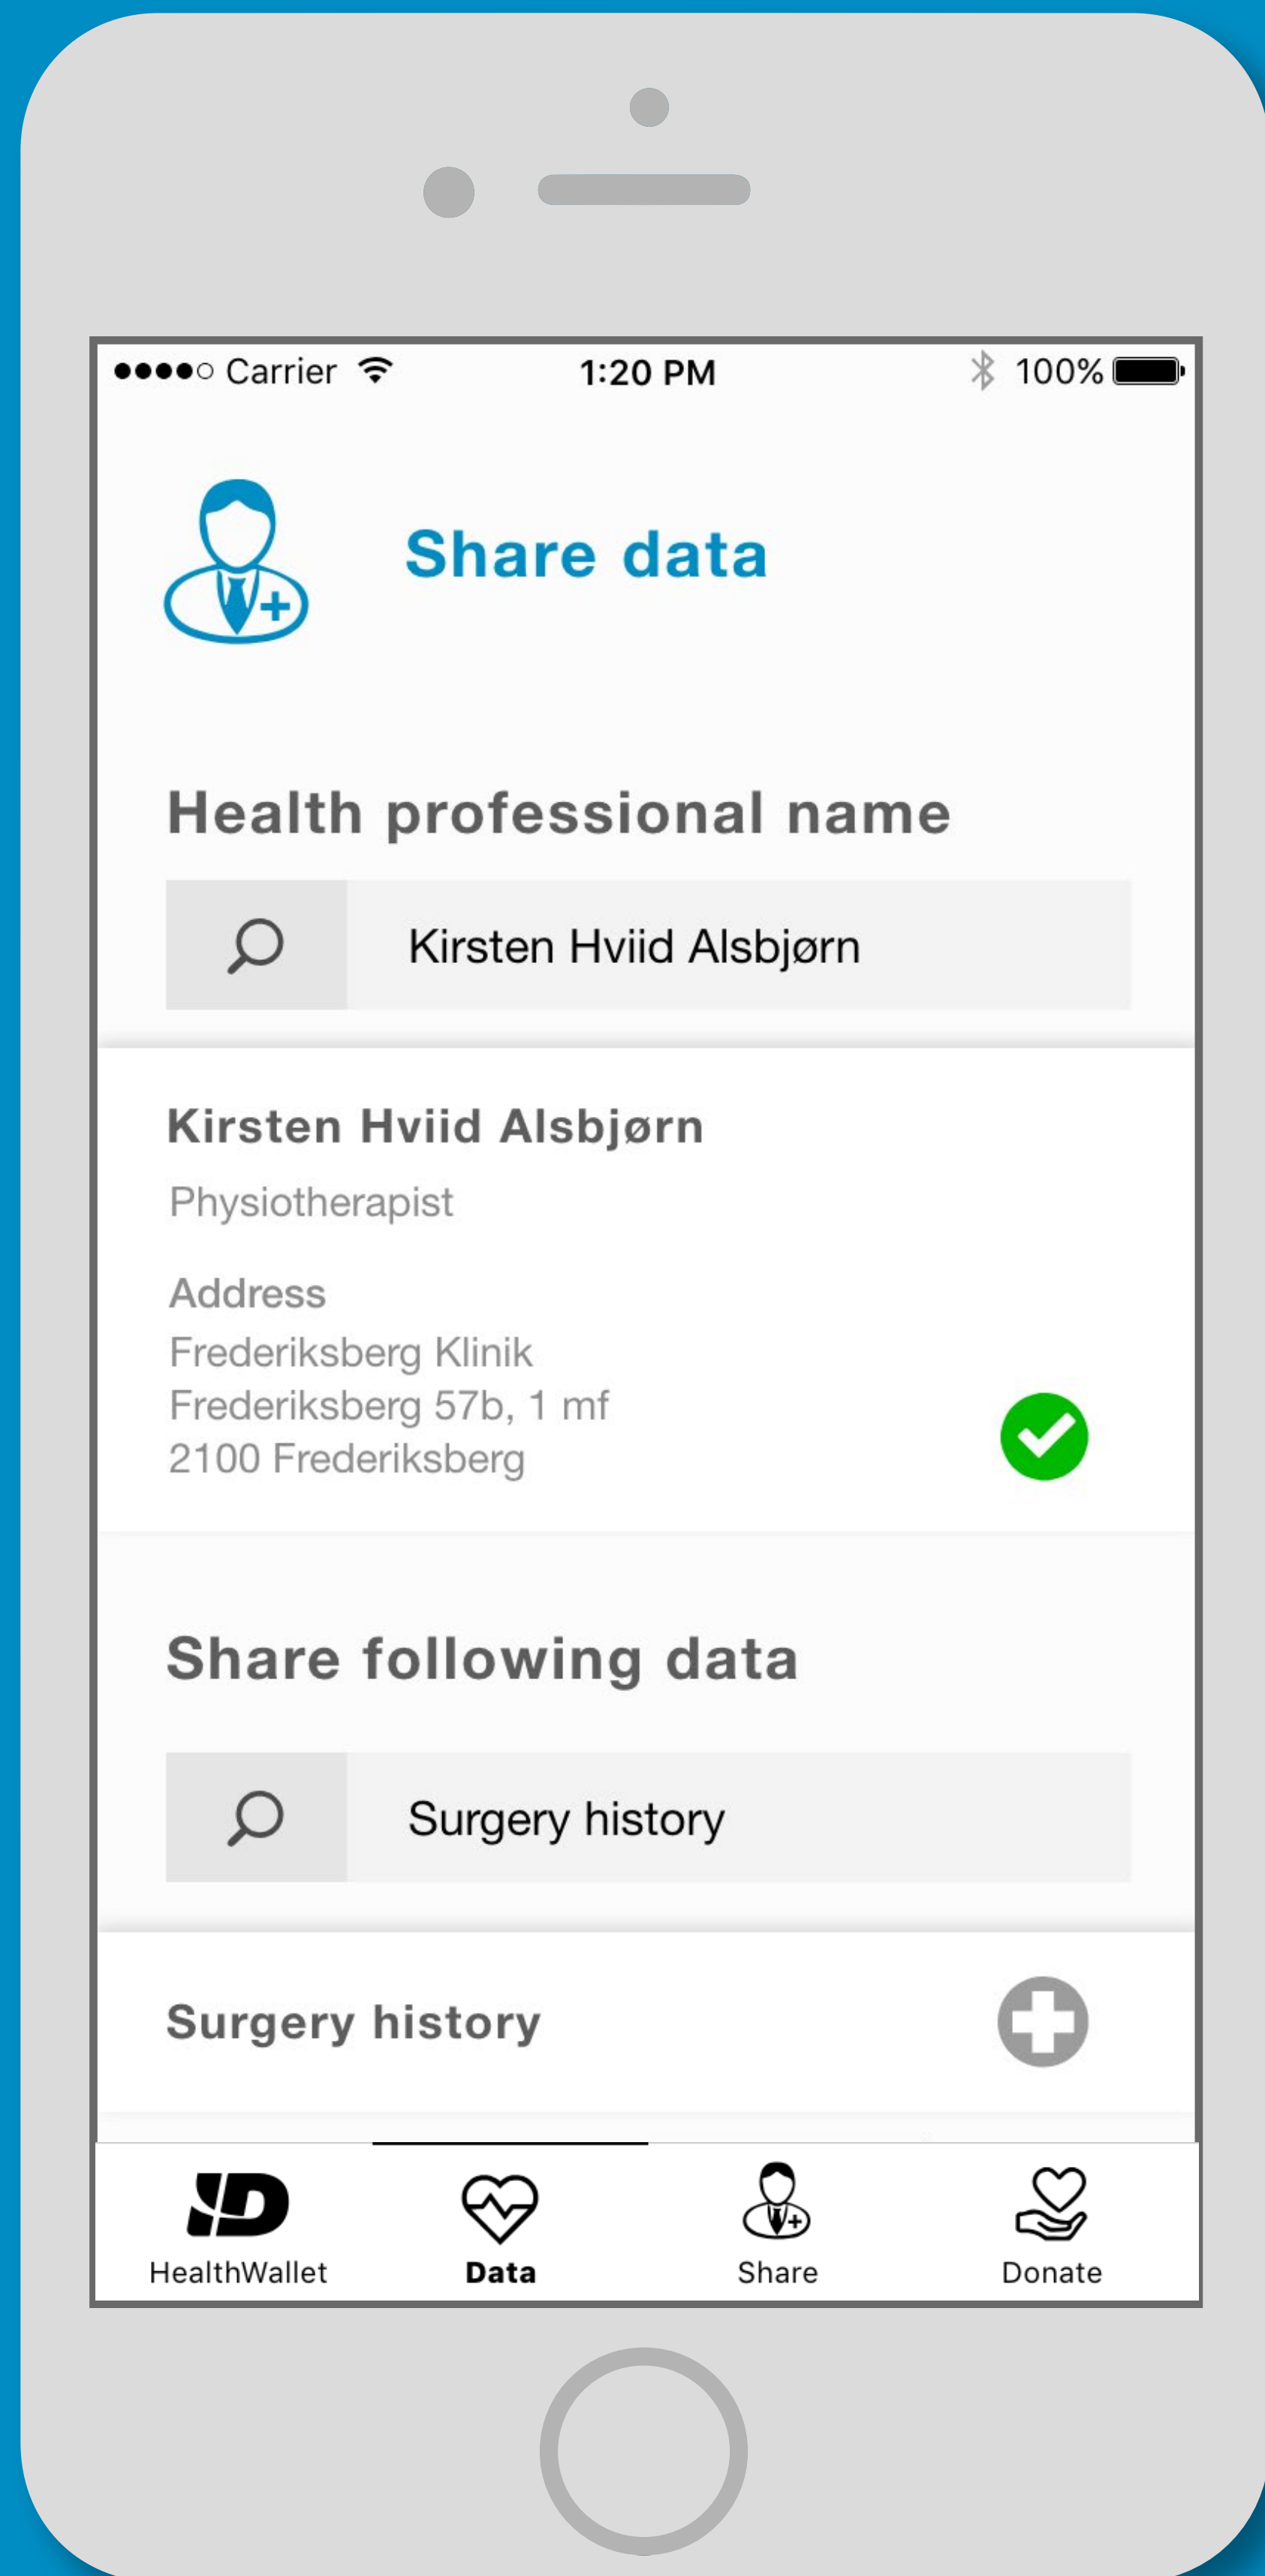 Carrier 1:20 PM 100%
Share data
Health professional name
Kirsten Hviid Alsbjørn
Kirsten Hviid Alsbjørn
Physiotherapist
Address
Frederiksberg Klinik
Frederiksberg 57b, 1 mf
2100 Frederiksberg
Share following data
Surgery history
Surgery history
HealthWallet Data Share Donate